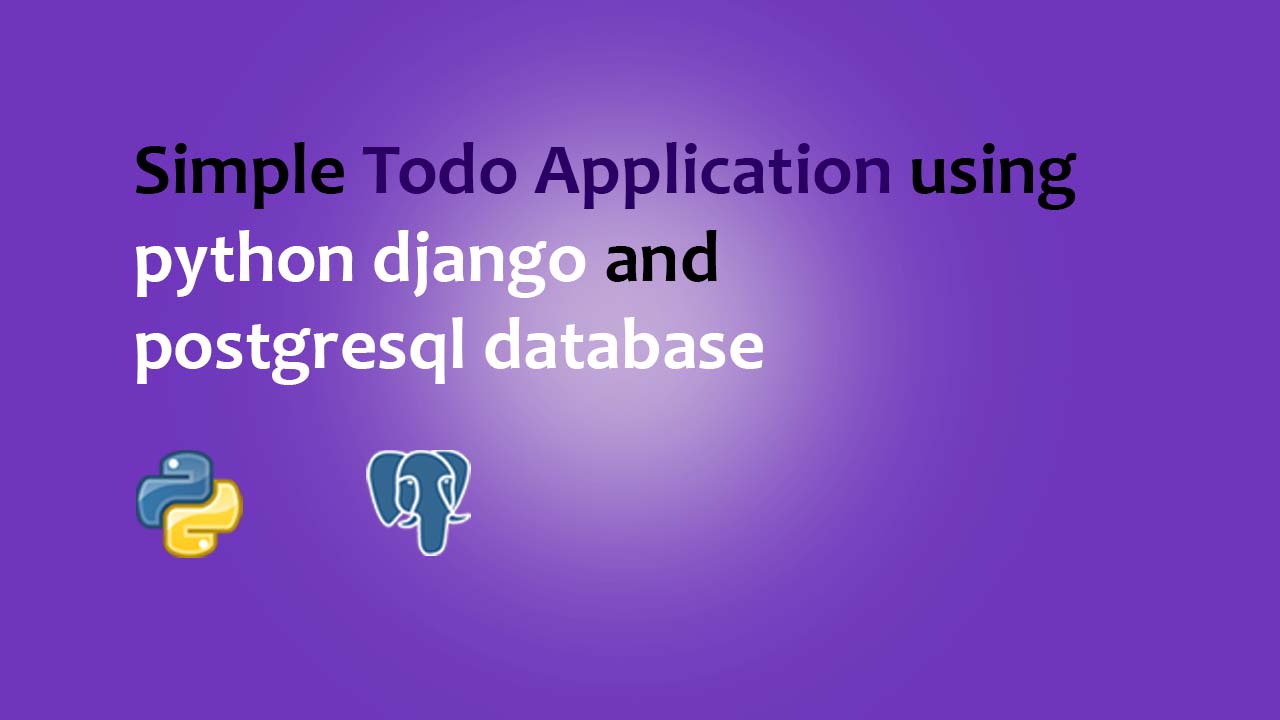 Simple Todo Application using
python django and
postgresql database